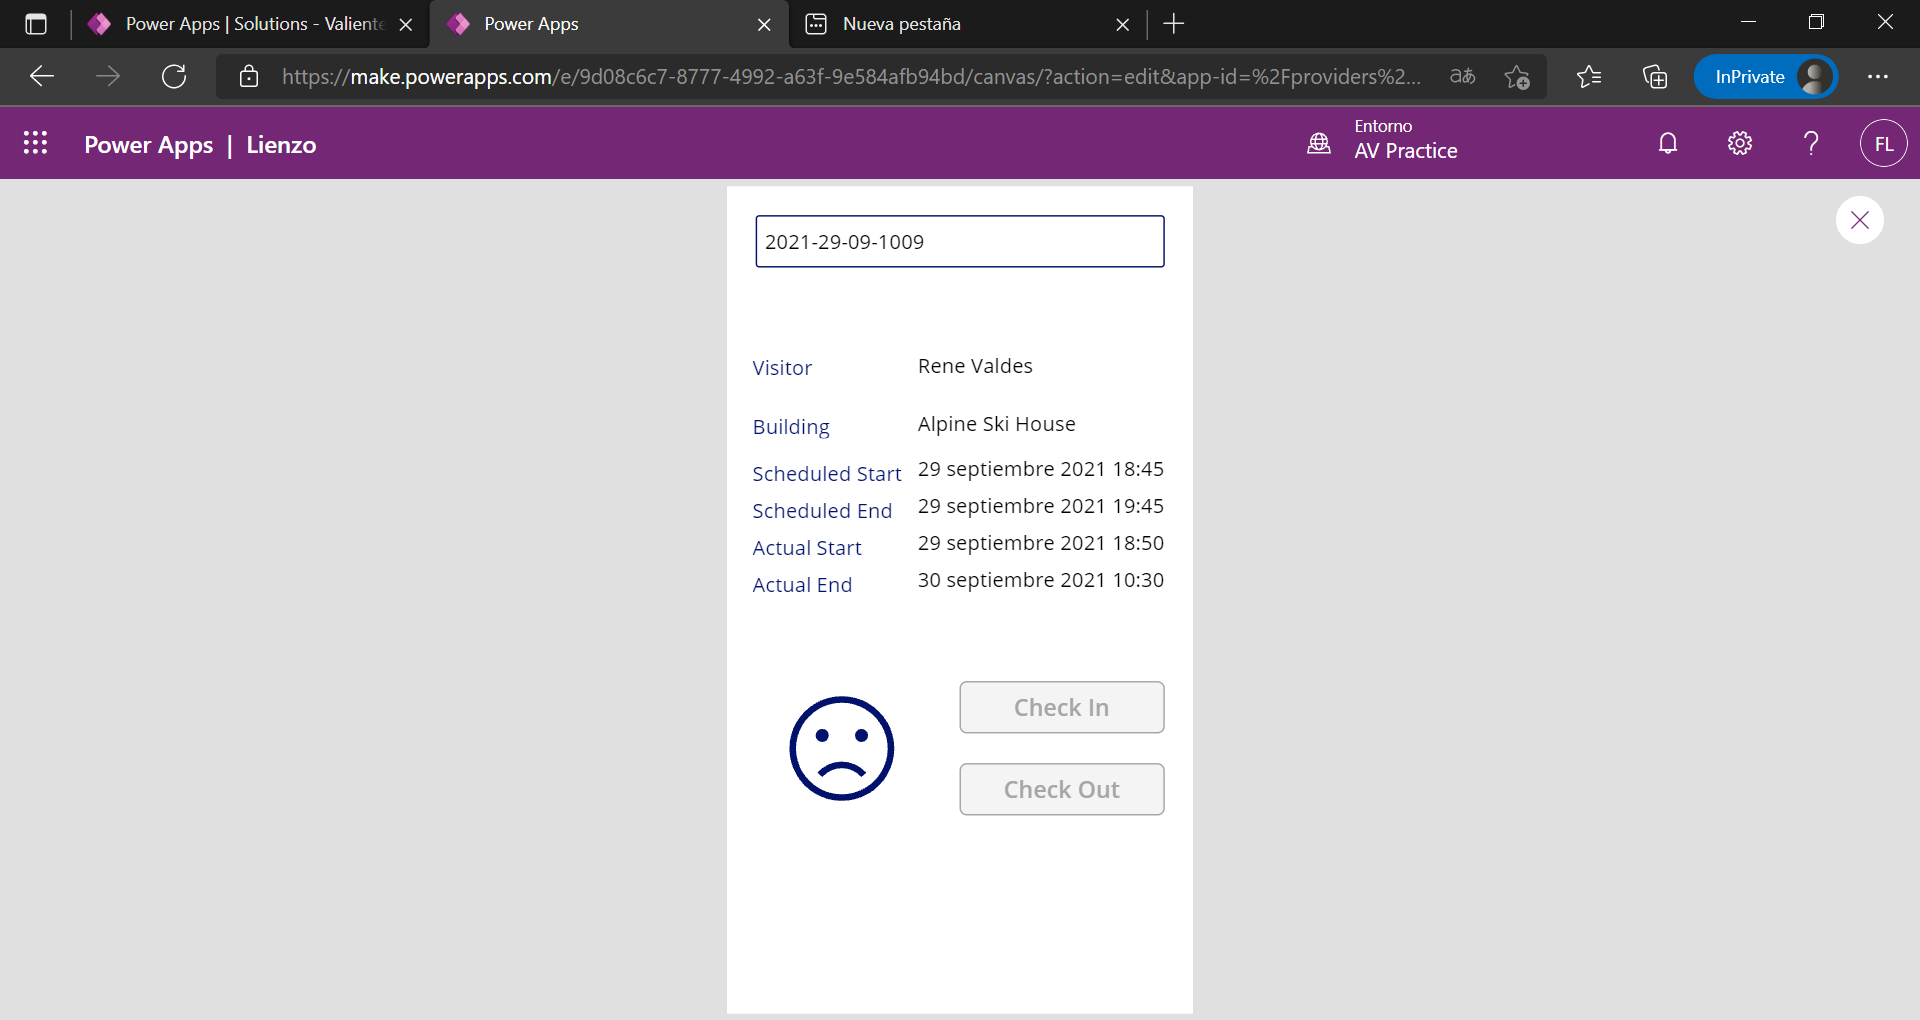 Power Apps | Solutions - Valiente
Power Apps
Nueva pestaña
https://make.powerapps.com/e/9d08c6c7-8777-4992-a63f-9e584afb94bd/canvas/?action=edit&app-id=%2Fproviders%2...
aあ
InPrivate
Power Apps | Lienzo
Entorno
AV Practice
FL
2021-29-09-1009
Visitor Rene Valdes
Building Alpine Ski House
Scheduled Start 29 septiembre 2021 18:45
Scheduled End 29 septiembre 2021 19:45
Actual Start 29 septiembre 2021 18:50
Actual End 30 septiembre 2021 10:30
Check In
Check Out